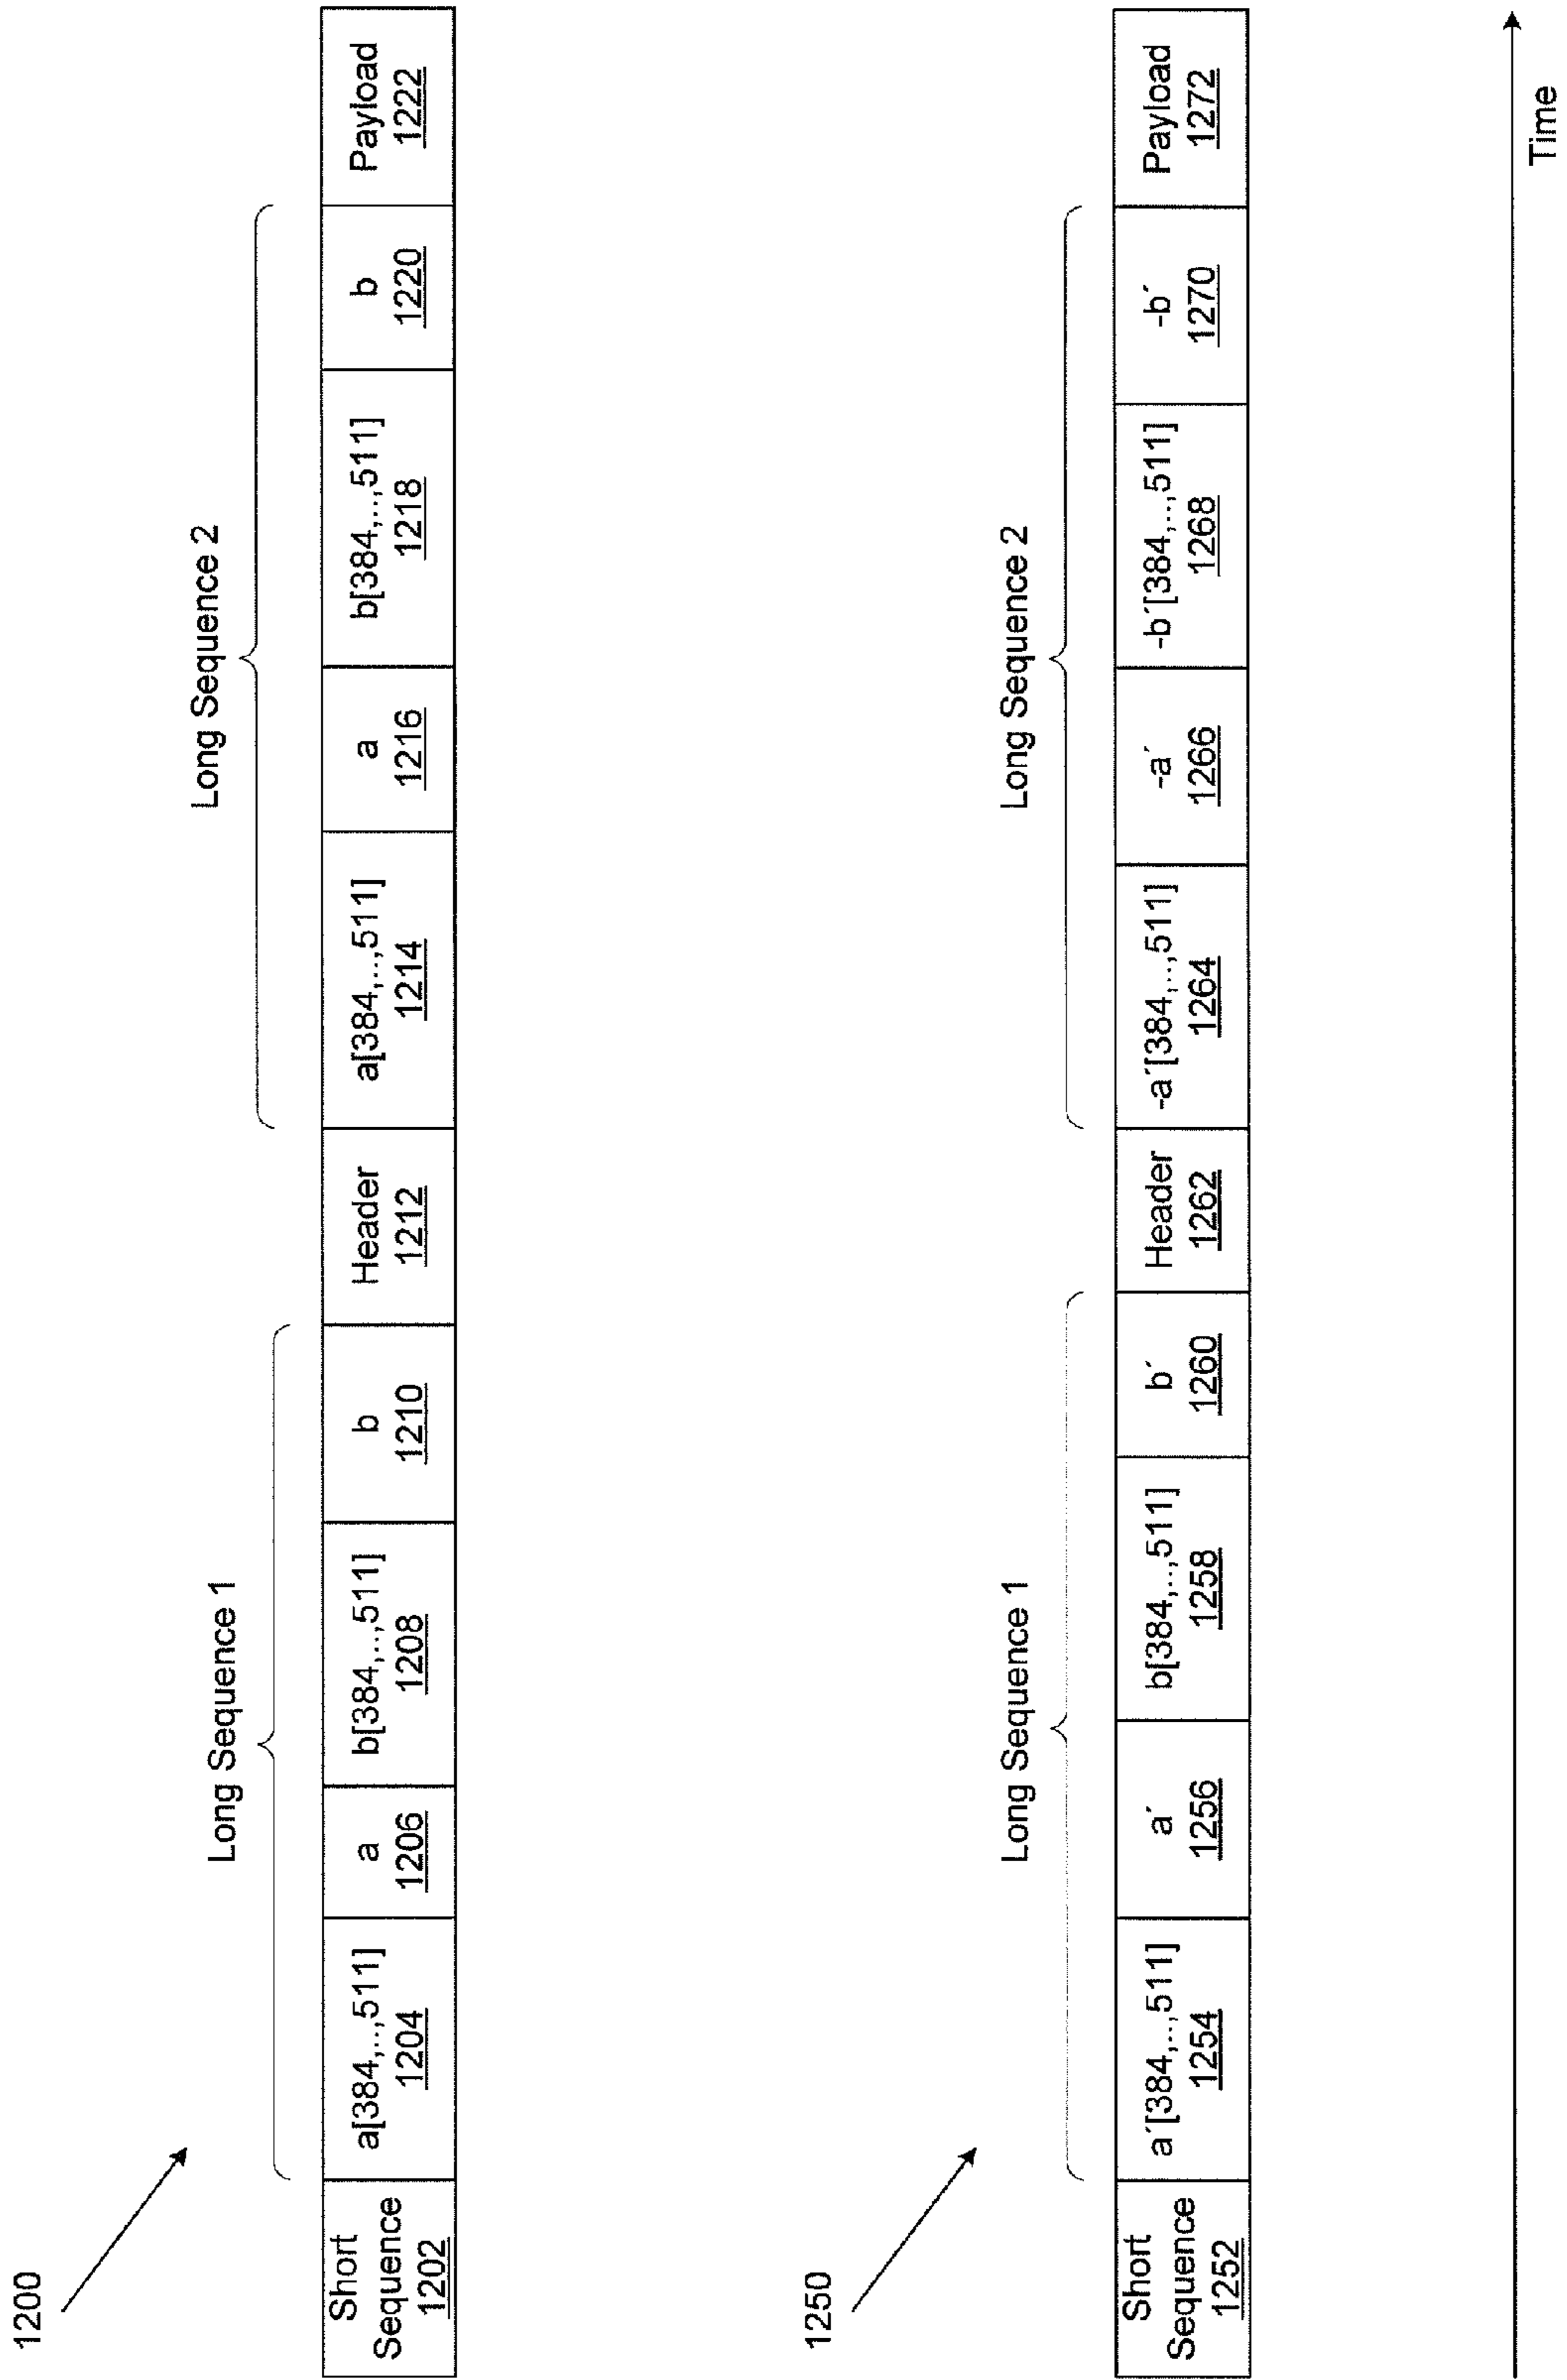 1200
Long Sequence 1
Long Sequence 2
Short
Sequence
1202
a[384,..,511]
1204
a
1206
b[384,..,511]
1208
b
1210
Header
1212
a[384,..,511]
1214
a
1216
b[384,..,511]
1218
b
1220
Payload
1222
1250
Long Sequence 1
Long Sequence 2
Short
Sequence
1252
a´[384,..,511]
1254
a´
1256
b[384,..,511]
1258
b´
1260
Header
1262
-a´[384,..,511]
1264
-a´
1266
-b´[384,..,511]
1268
-b´
1270
Payload
1272
Time